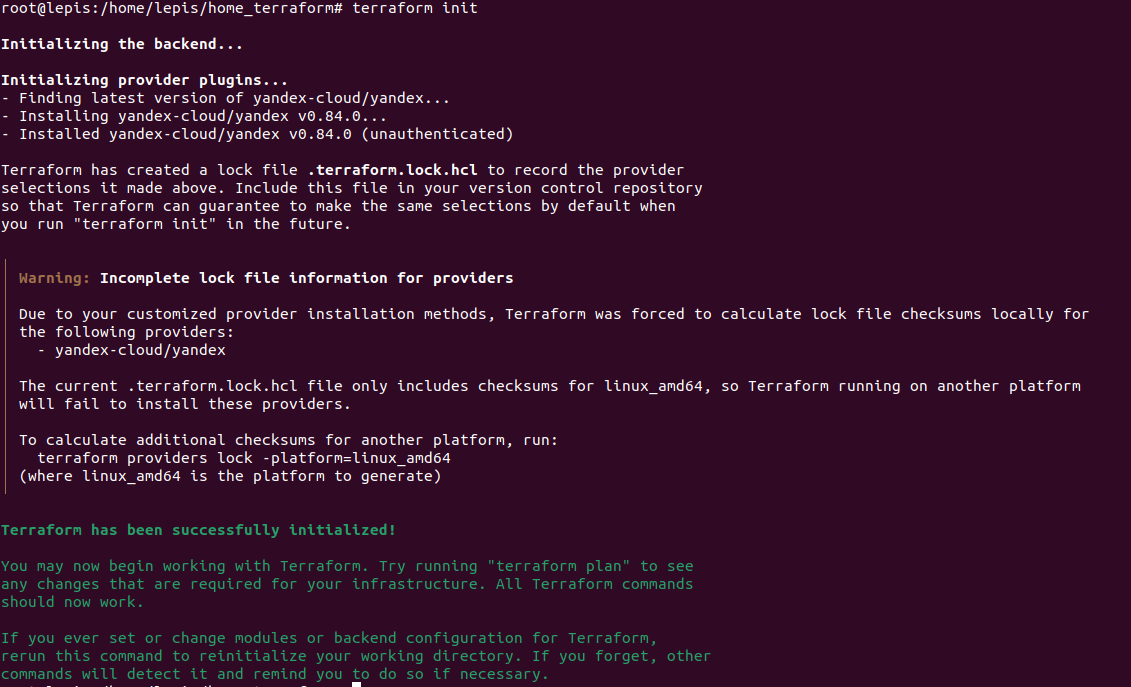 root@lepis:/home/lepis/home_terraform# terraform init
Initializing the backend...
Initializing provider plugins...
- Finding latest version of yandex-cloud/yandex...
- Installing yandex-cloud/yandex v0.84.0...
- Installed yandex-cloud/yandex v0.84.0 (unauthenticated)
Terraform has created a lock file .terraform.lock.hcl to record the provider
selections it made above. Include this file in your version control repository
so that Terraform can guarantee to make the same selections by default when
you run "terraform init" in the future.
Warning: Incomplete lock file information for providers
Due to your customized provider installation methods, Terraform was forced to calculate lock file checksums locally for
the following providers:
- yandex-cloud/yandex
The current .terraform.lock.hcl file only includes checksums for linux_amd64, so Terraform running on another platform
will fail to install these providers.
To calculate additional checksums for another platform, run:
terraform providers lock -platform=linux_amd64
(where linux_amd64 is the platform to generate)
Terraform has been successfully initialized!
You may now begin working with Terraform. Try running "terraform plan" to see
any changes that are required for your infrastructure. All Terraform commands
should now work.
If you ever set or change modules or backend configuration for Terraform,
rerun this command to reinitialize your working directory. If you forget, other
commands will detect it and remind you to do so if necessary.